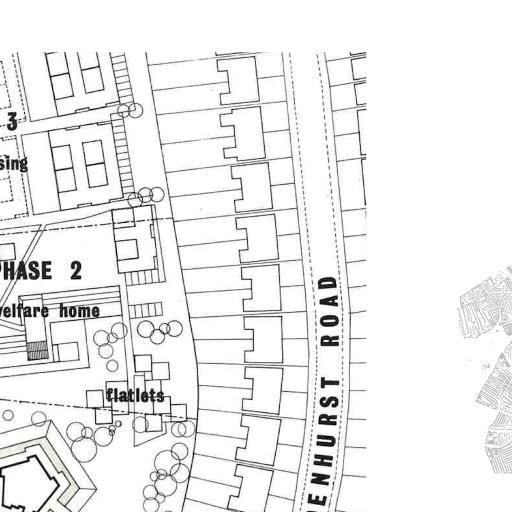 3
sing
PHASE 2
welfare home
flatlets
ENHURST ROAD